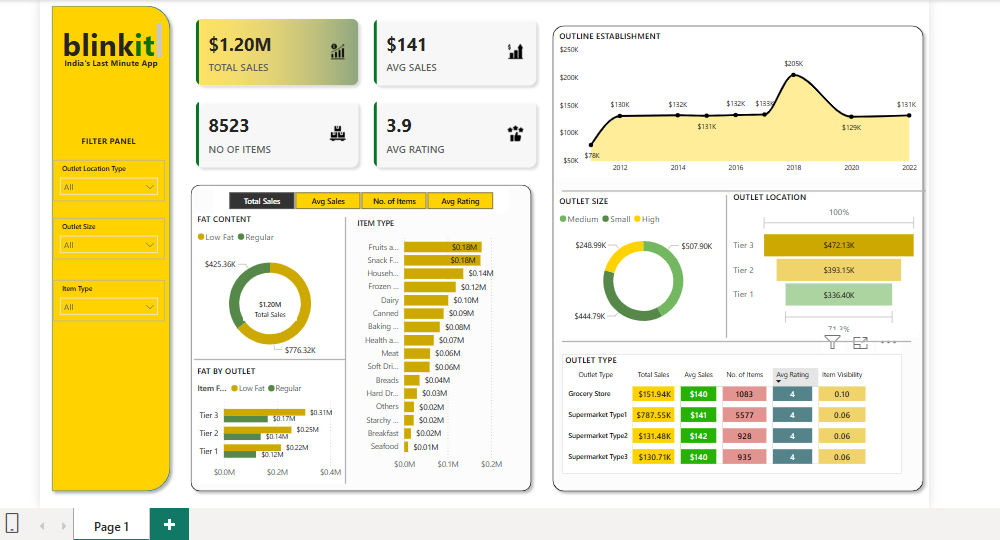 blinkit
India's Last Minute App
FILTER PANEL
Outlet Location Type
All
Outlet Size
All
Item Type
All
$1.20M
TOTAL SALES
$141
AVG SALES
8523
NO OF ITEMS
3.9
AVG RATING
Total Sales Avg Sales No. of Items Avg Rating
FAT CONTENT
Low Fat Regular
$425.36K
$1.20M
Total Sales
$776.32K
FAT BY OUTLET
Item F... Low Fat Regular
Tier 3 $0.31M
$0.17M
Tier 2 $0.25M
$0.14M
Tier 1 $0.22M
$0.12M
$0.0M $0.2M $0.4M
ITEM TYPE
Fruits a... $0.18M
Snack F... $0.18M
Househ... $0.14M
Frozen ... $0.12M
Dairy $0.10M
Canned $0.09M
Baking ... $0.08M
Health a... $0.07M
Meat $0.06M
Soft Dri... $0.06M
Breads $0.04M
Hard Dr... $0.03M
Others $0.02M
Starchy ... $0.02M
Breakfast $0.02M
Seafood $0.01M
$0.0M $0.1M $0.2M
OUTLINE ESTABLISHMENT
$250K
$200K
$150K
$100K
$50K
$78K
$130K
$132K
$131K
$132K
$133K
$205K
$129K
$131K
2012 2014 2016 2018 2020 2022
OUTLET SIZE
Medium Small High
$248.99K
$507.90K
$444.79K
OUTLET LOCATION
100%
Tier 3 $472.13K
Tier 2 $393.15K
Tier 1 $336.40K
71.3%
OUTLET TYPE
Outlet Type Total Sales Avg Sales No. of Items Avg Rating Item Visibility
Grocery Store $151.94K $140 1083 4 0.10
Supermarket Type1 $787.55K $141 5577 4 0.06
Supermarket Type2 $131.48K $142 928 4 0.06
Supermarket Type3 $130.71K $140 935 4 0.06
Page 1
+